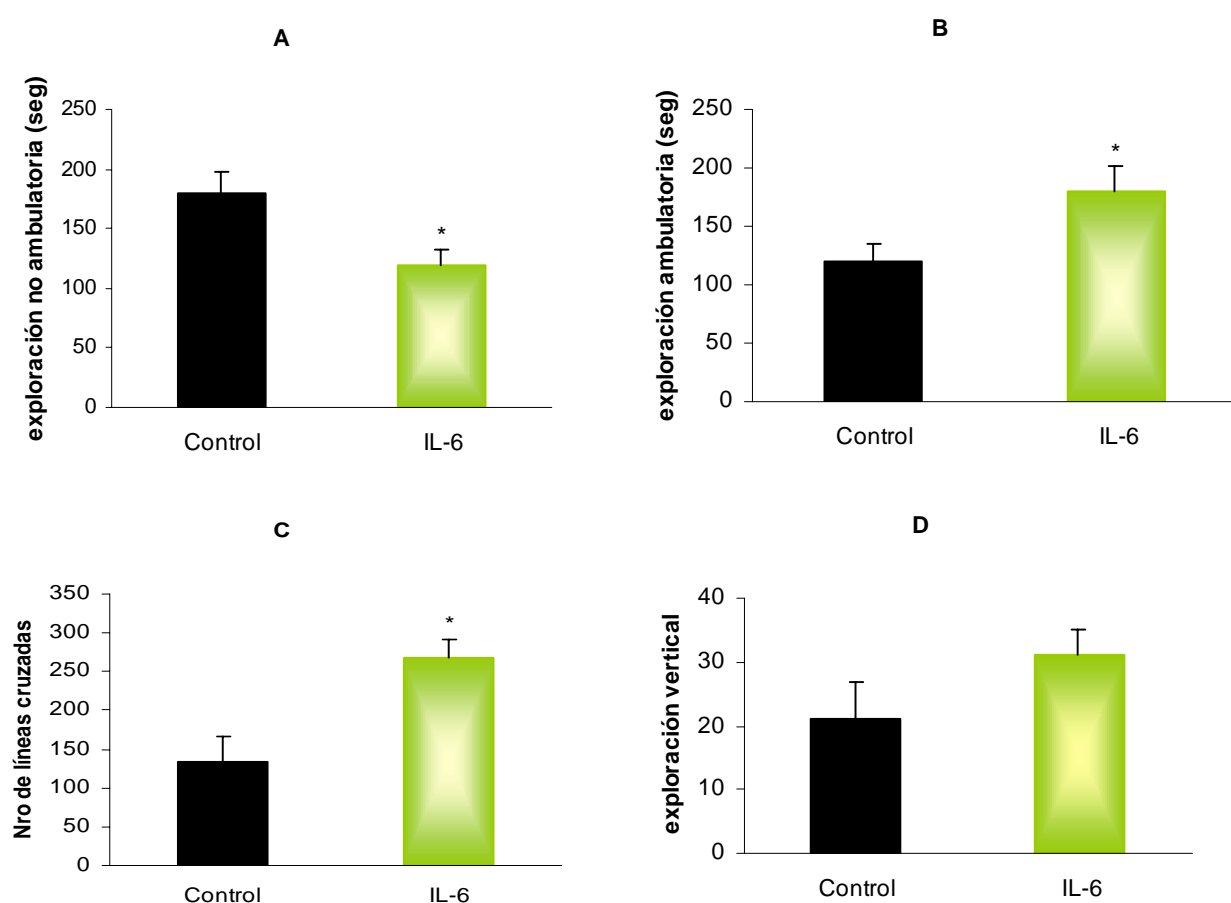 A
exploración no ambulatoria (seg)
250
200
150
100
50
0
*
Control
IL-6
B
exploración ambulatoria (seg)
250
200
150
100
50
0
*
Control
IL-6
C
Nro de líneas cruzadas
350
300
250
200
150
100
50
0
*
Control
IL-6
D
exploración vertical
40
30
20
10
0
Control
IL-6